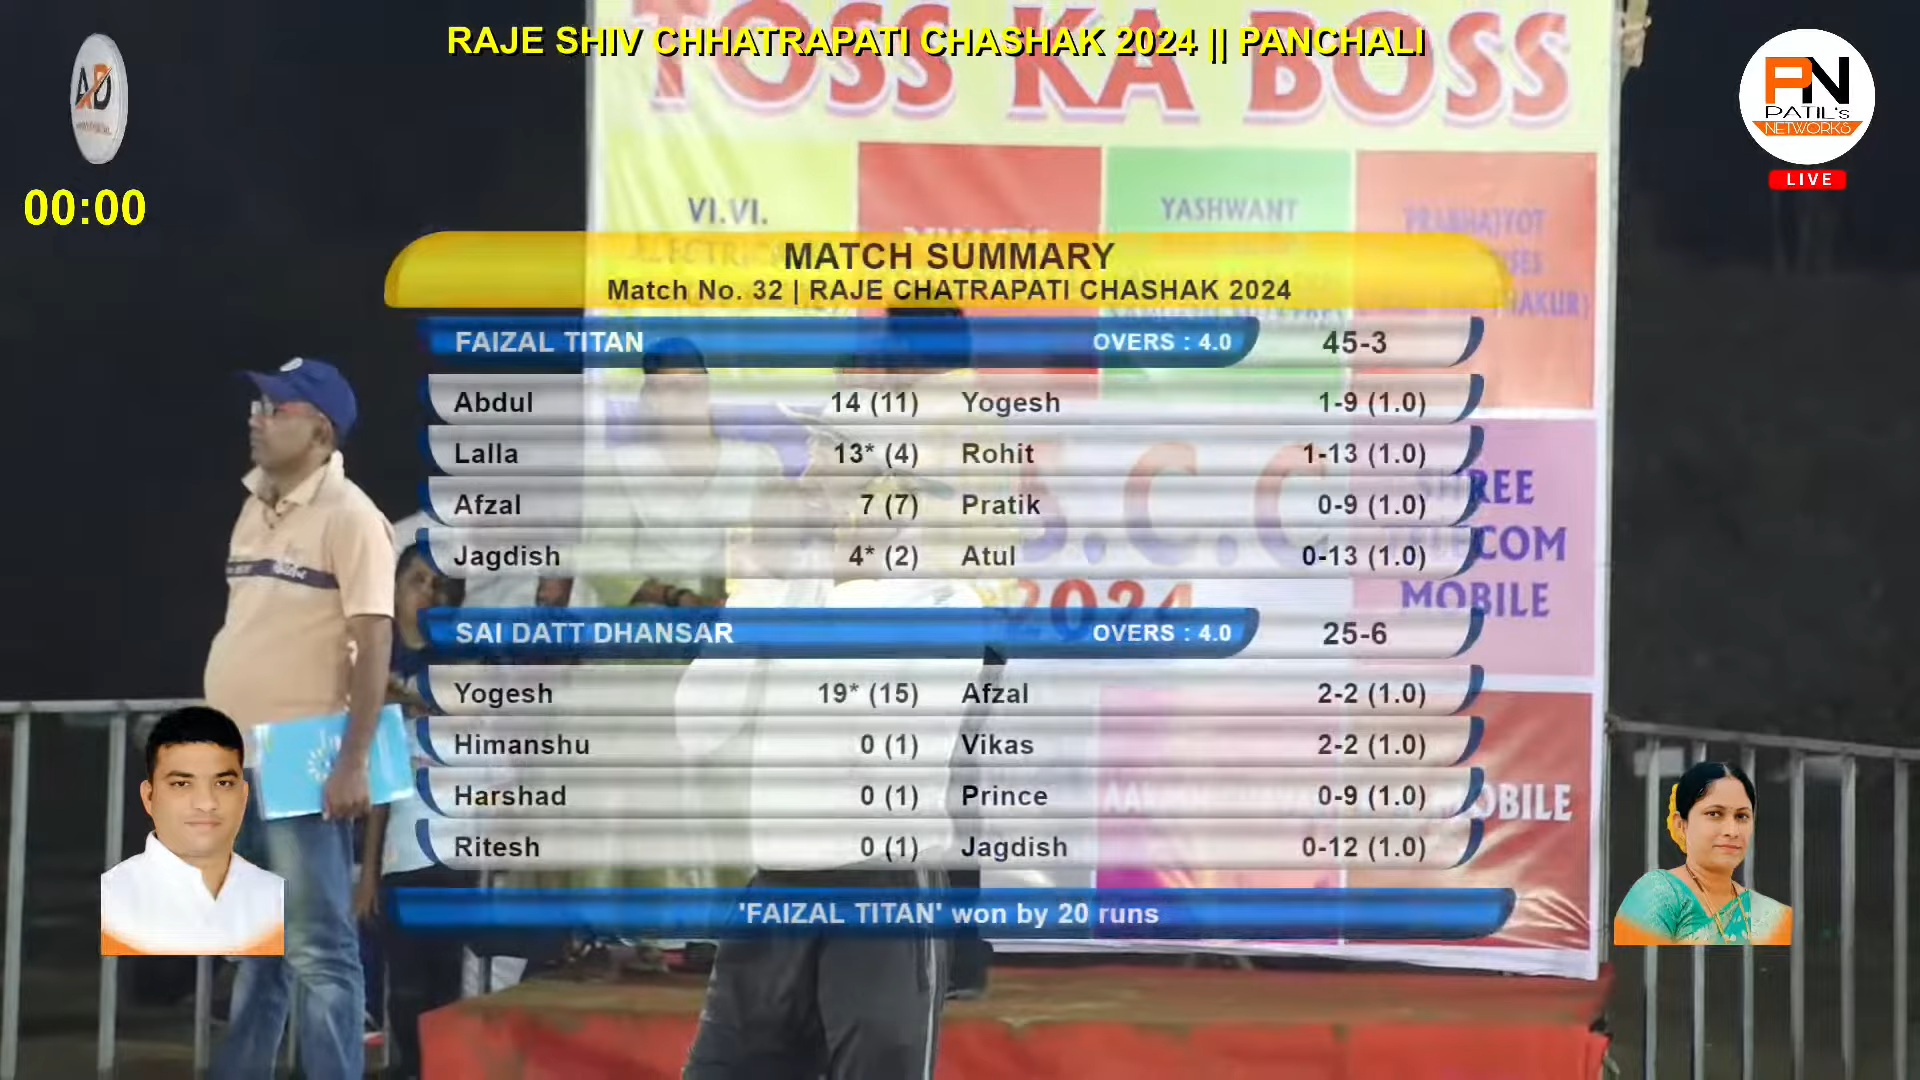 RAJE SHIV CHHATRAPATI CHASHAK 2024 || PANCHALI
TOSS KA BOSS
PN
PATIL's
NETWORKS
LIVE
00:00
VI.VI.
YASHWANT
PRABHAJYOT
MATCH SUMMARY
Match No. 32 | RAJE CHATRAPATI CHASHAK 2024
FAIZAL TITAN OVERS : 4.0 45-3
Abdul 14 (11) Yogesh 1-9 (1.0)
Lalla 13* (4) Rohit 1-13 (1.0)
Afzal 7 (7) Pratik 0-9 (1.0)
Jagdish 4* (2) Atul 0-13 (1.0)
2024
MOBILE
SAI DATT DHANSAR OVERS : 4.0 25-6
Yogesh 19* (15) Afzal 2-2 (1.0)
Himanshu 0 (1) Vikas 2-2 (1.0)
Harshad 0 (1) Prince 0-9 (1.0)
Ritesh 0 (1) Jagdish 0-12 (1.0)
'FAIZAL TITAN' won by 20 runs